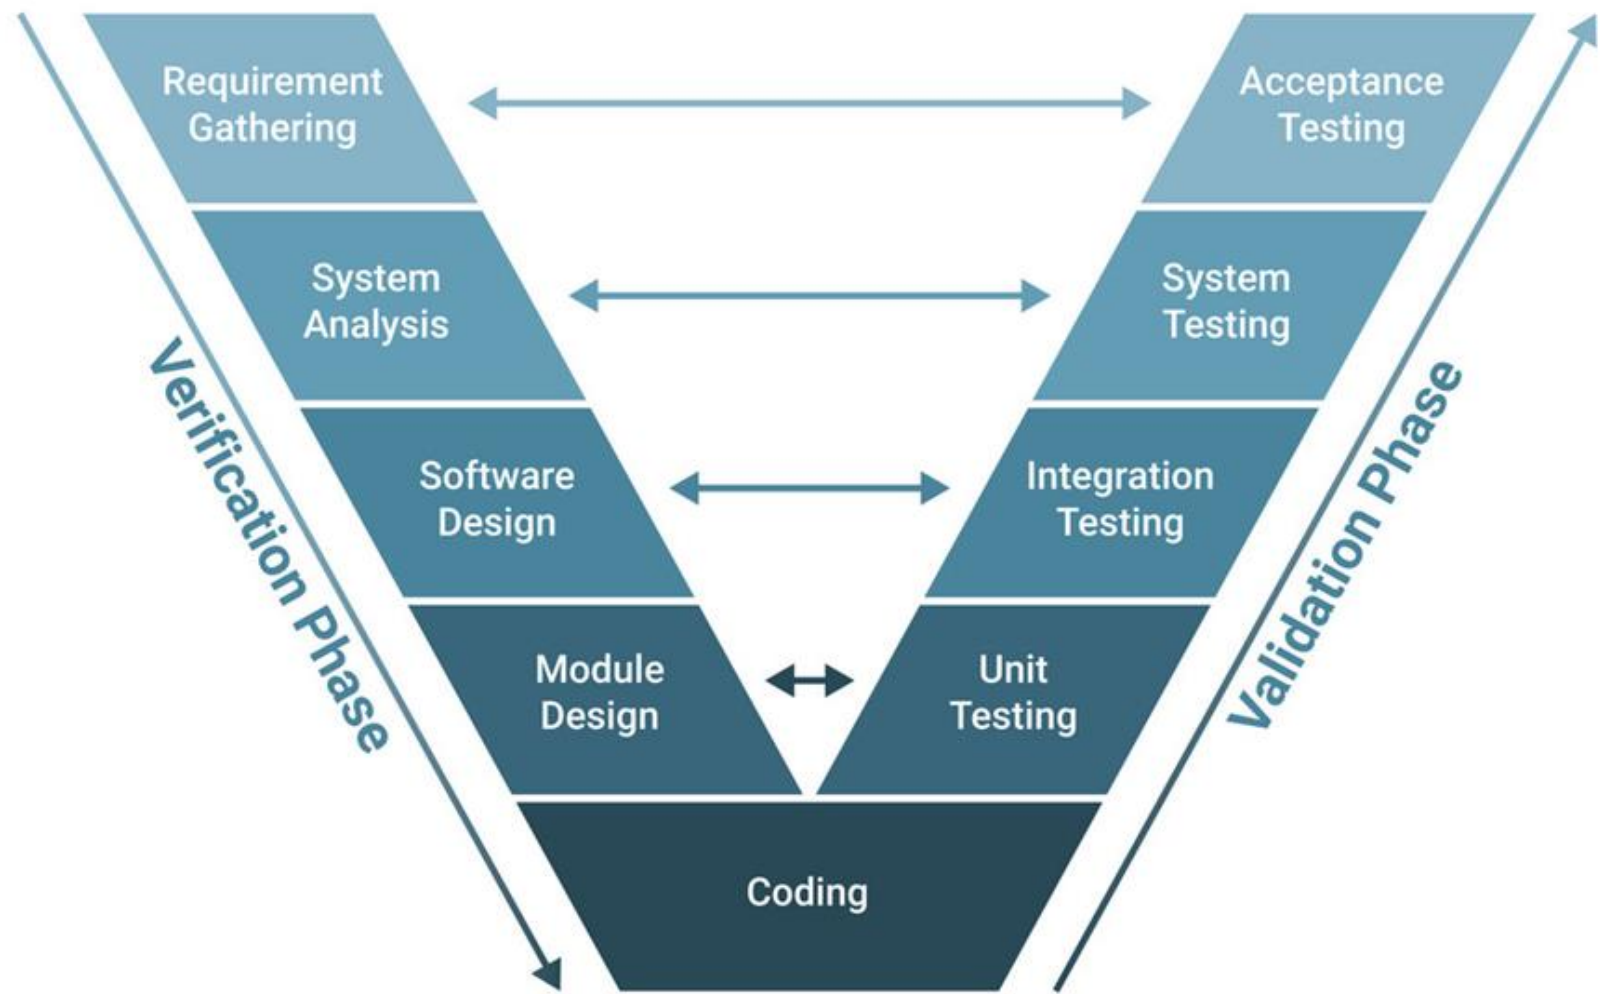 Requirement
Gathering
Acceptance
Testing
System
Analysis
System
Testing
Software
Design
Integration
Testing
Module
Design
Unit
Testing
Coding
Verification Phase
Validation Phase